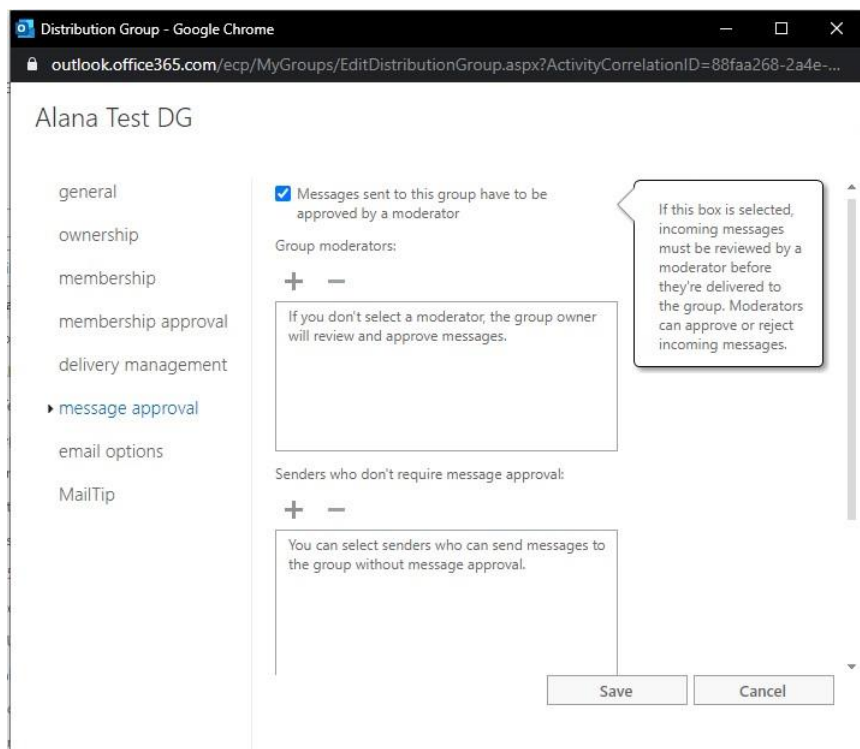 Distribution Group - Google Chrome
outlook.office365.com/ecp/MyGroups/EditDistributionGroup.aspx?ActivityCorrelationID=88faa268-2a4e-...
Alana Test DG
general
ownership
membership
membership approval
delivery management
message approval
email options
MailTip
Messages sent to this group have to be
approved by a moderator
Group moderators:
If you don't select a moderator, the group owner
will review and approve messages.
Senders who don't require message approval:
You can select senders who can send messages to
the group without message approval.
If this box is selected,
incoming messages
must be reviewed by a
moderator before
they're delivered to
the group. Moderators
can approve or reject
incoming messages.
Save
Cancel